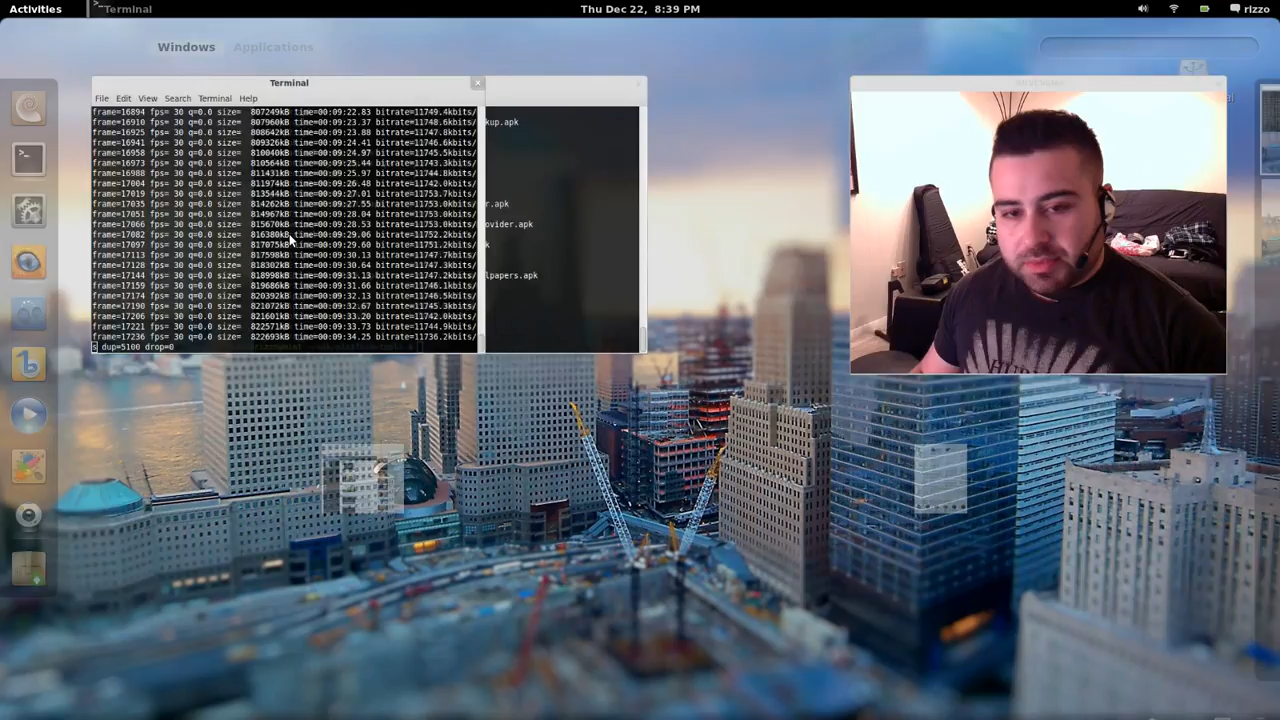 Activities
Terminal
Thu Dec 22, 8:39 PM
rizzo
Windows
Applications
Terminal
File Edit View Search Terminal Help
frame=16894 fps= 30 q=0.0 size= 807249kB time=00:09:22.83 bitrate=11749.4kbits/
frame=16910 fps= 30 q=0.0 size= 807960kB time=00:09:23.37 bitrate=11748.6kbits/
kup.apk
frame=16925 fps= 30 q=0.0 size= 808642kB time=00:09:23.88 bitrate=11747.8kbits/
frame=16941 fps= 30 q=0.0 size= 809326kB time=00:09:24.41 bitrate=11746.6kbits/
frame=16958 fps= 30 q=0.0 size= 810040kB time=00:09:24.97 bitrate=11745.5kbits/
frame=16973 fps= 30 q=0.0 size= 810564kB time=00:09:25.44 bitrate=11743.3kbits/
frame=16988 fps= 30 q=0.0 size= 811431kB time=00:09:25.97 bitrate=11744.8kbits/
frame=17004 fps= 30 q=0.0 size= 811974kB time=00:09:26.48 bitrate=11742.0kbits/
frame=17019 fps= 30 q=0.0 size= 813544kB time=00:09:27.01 bitrate=11753.7kbits/
frame=17035 fps= 30 q=0.0 size= 814262kB time=00:09:27.55 bitrate=11753.0kbits/
r.apk
frame=17051 fps= 30 q=0.0 size= 814967kB time=00:09:28.04 bitrate=11753.0kbits/
frame=17066 fps= 30 q=0.0 size= 815670kB time=00:09:28.53 bitrate=11753.0kbits/
ovider.apk
frame=17082 fps= 30 q=0.0 size= 816380kB time=00:09:29.06 bitrate=11752.2kbits/
frame=17097 fps= 30 q=0.0 size= 817075kB time=00:09:29.60 bitrate=11751.2kbits/
k
frame=17113 fps= 30 q=0.0 size= 817598kB time=00:09:30.13 bitrate=11747.7kbits/
frame=17128 fps= 30 q=0.0 size= 818302kB time=00:09:30.64 bitrate=11747.3kbits/
frame=17144 fps= 30 q=0.0 size= 818998kB time=00:09:31.13 bitrate=11747.2kbits/
lpapers.apk
frame=17159 fps= 30 q=0.0 size= 819686kB time=00:09:31.66 bitrate=11746.1kbits/
frame=17174 fps= 30 q=0.0 size= 820392kB time=00:09:32.13 bitrate=11746.5kbits/
frame=17190 fps= 30 q=0.0 size= 821072kB time=00:09:32.67 bitrate=11745.3kbits/
frame=17206 fps= 30 q=0.0 size= 821601kB time=00:09:33.20 bitrate=11742.0kbits/
frame=17221 fps= 30 q=0.0 size= 822571kB time=00:09:33.73 bitrate=11744.9kbits/
frame=17236 fps= 30 q=0.0 size= 822693kB time=00:09:34.25 bitrate=11736.2kbits/
s dup=5100 drop=0